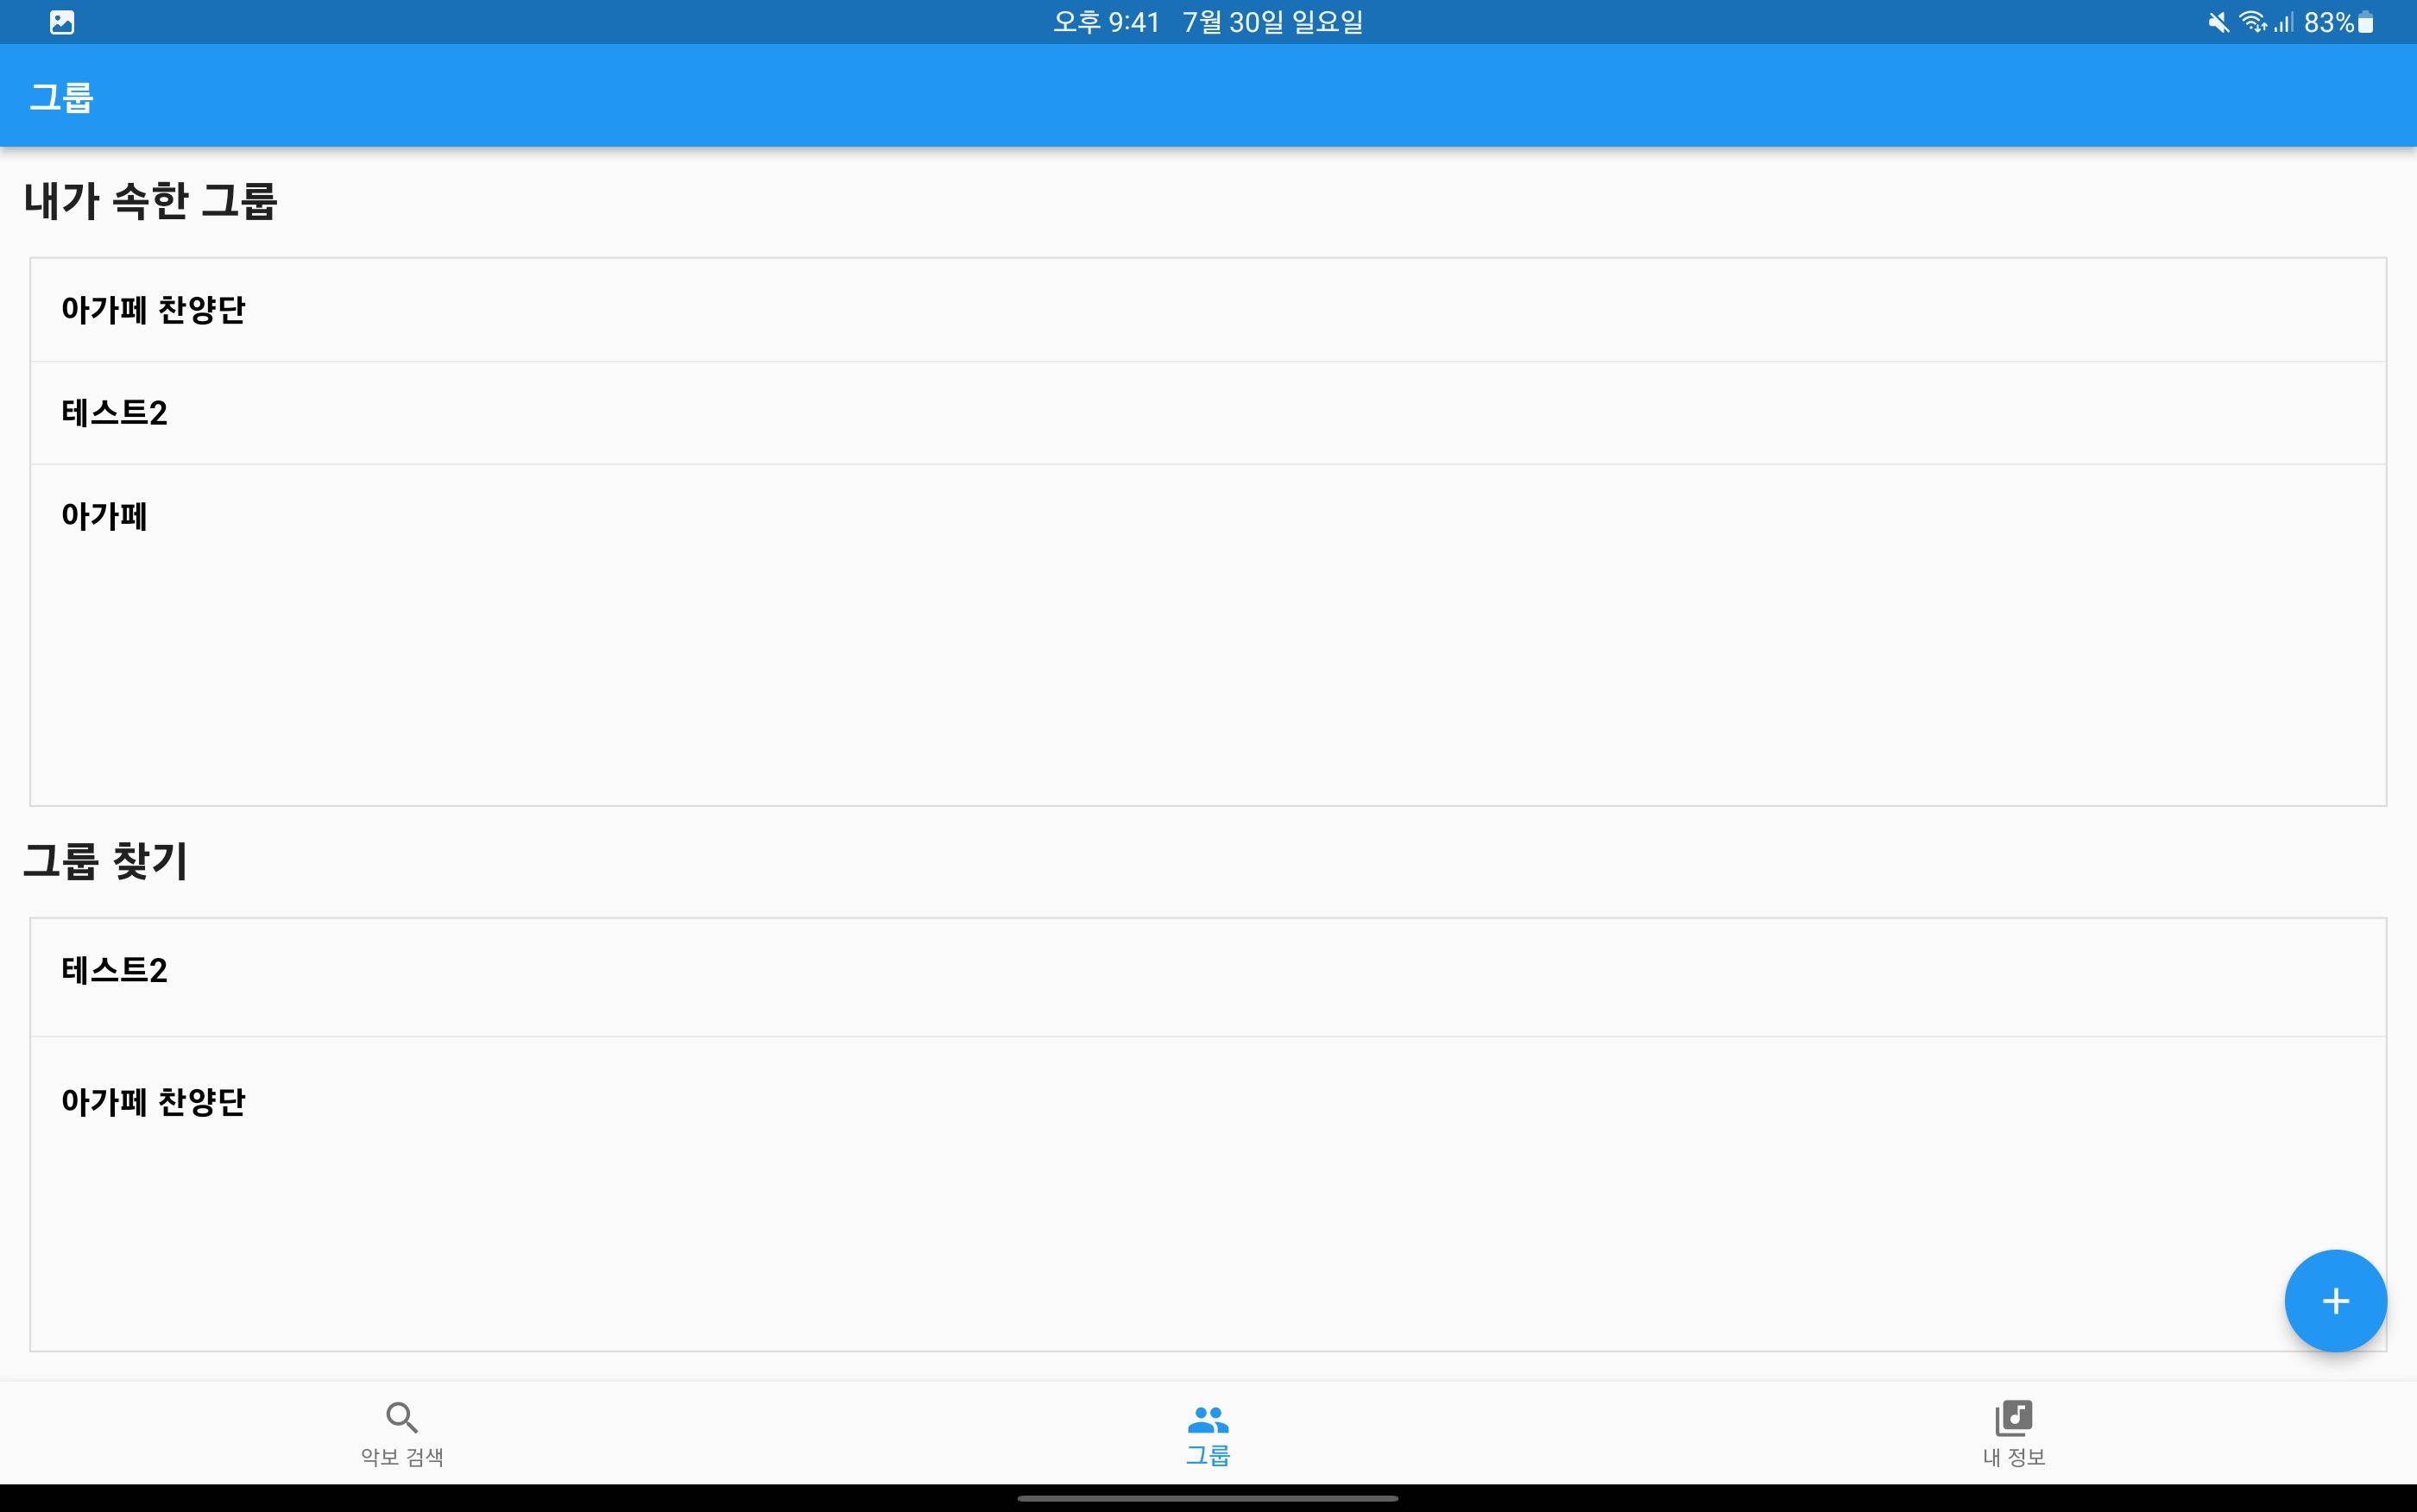 오후 9:41 7월 30일 일요일
83%
그룹
내가 속한 그룹
아가페 찬양단
테스트2
아가페
그룹 찾기
테스트2
아가페 찬양단
악보 검색
그룹
내 정보